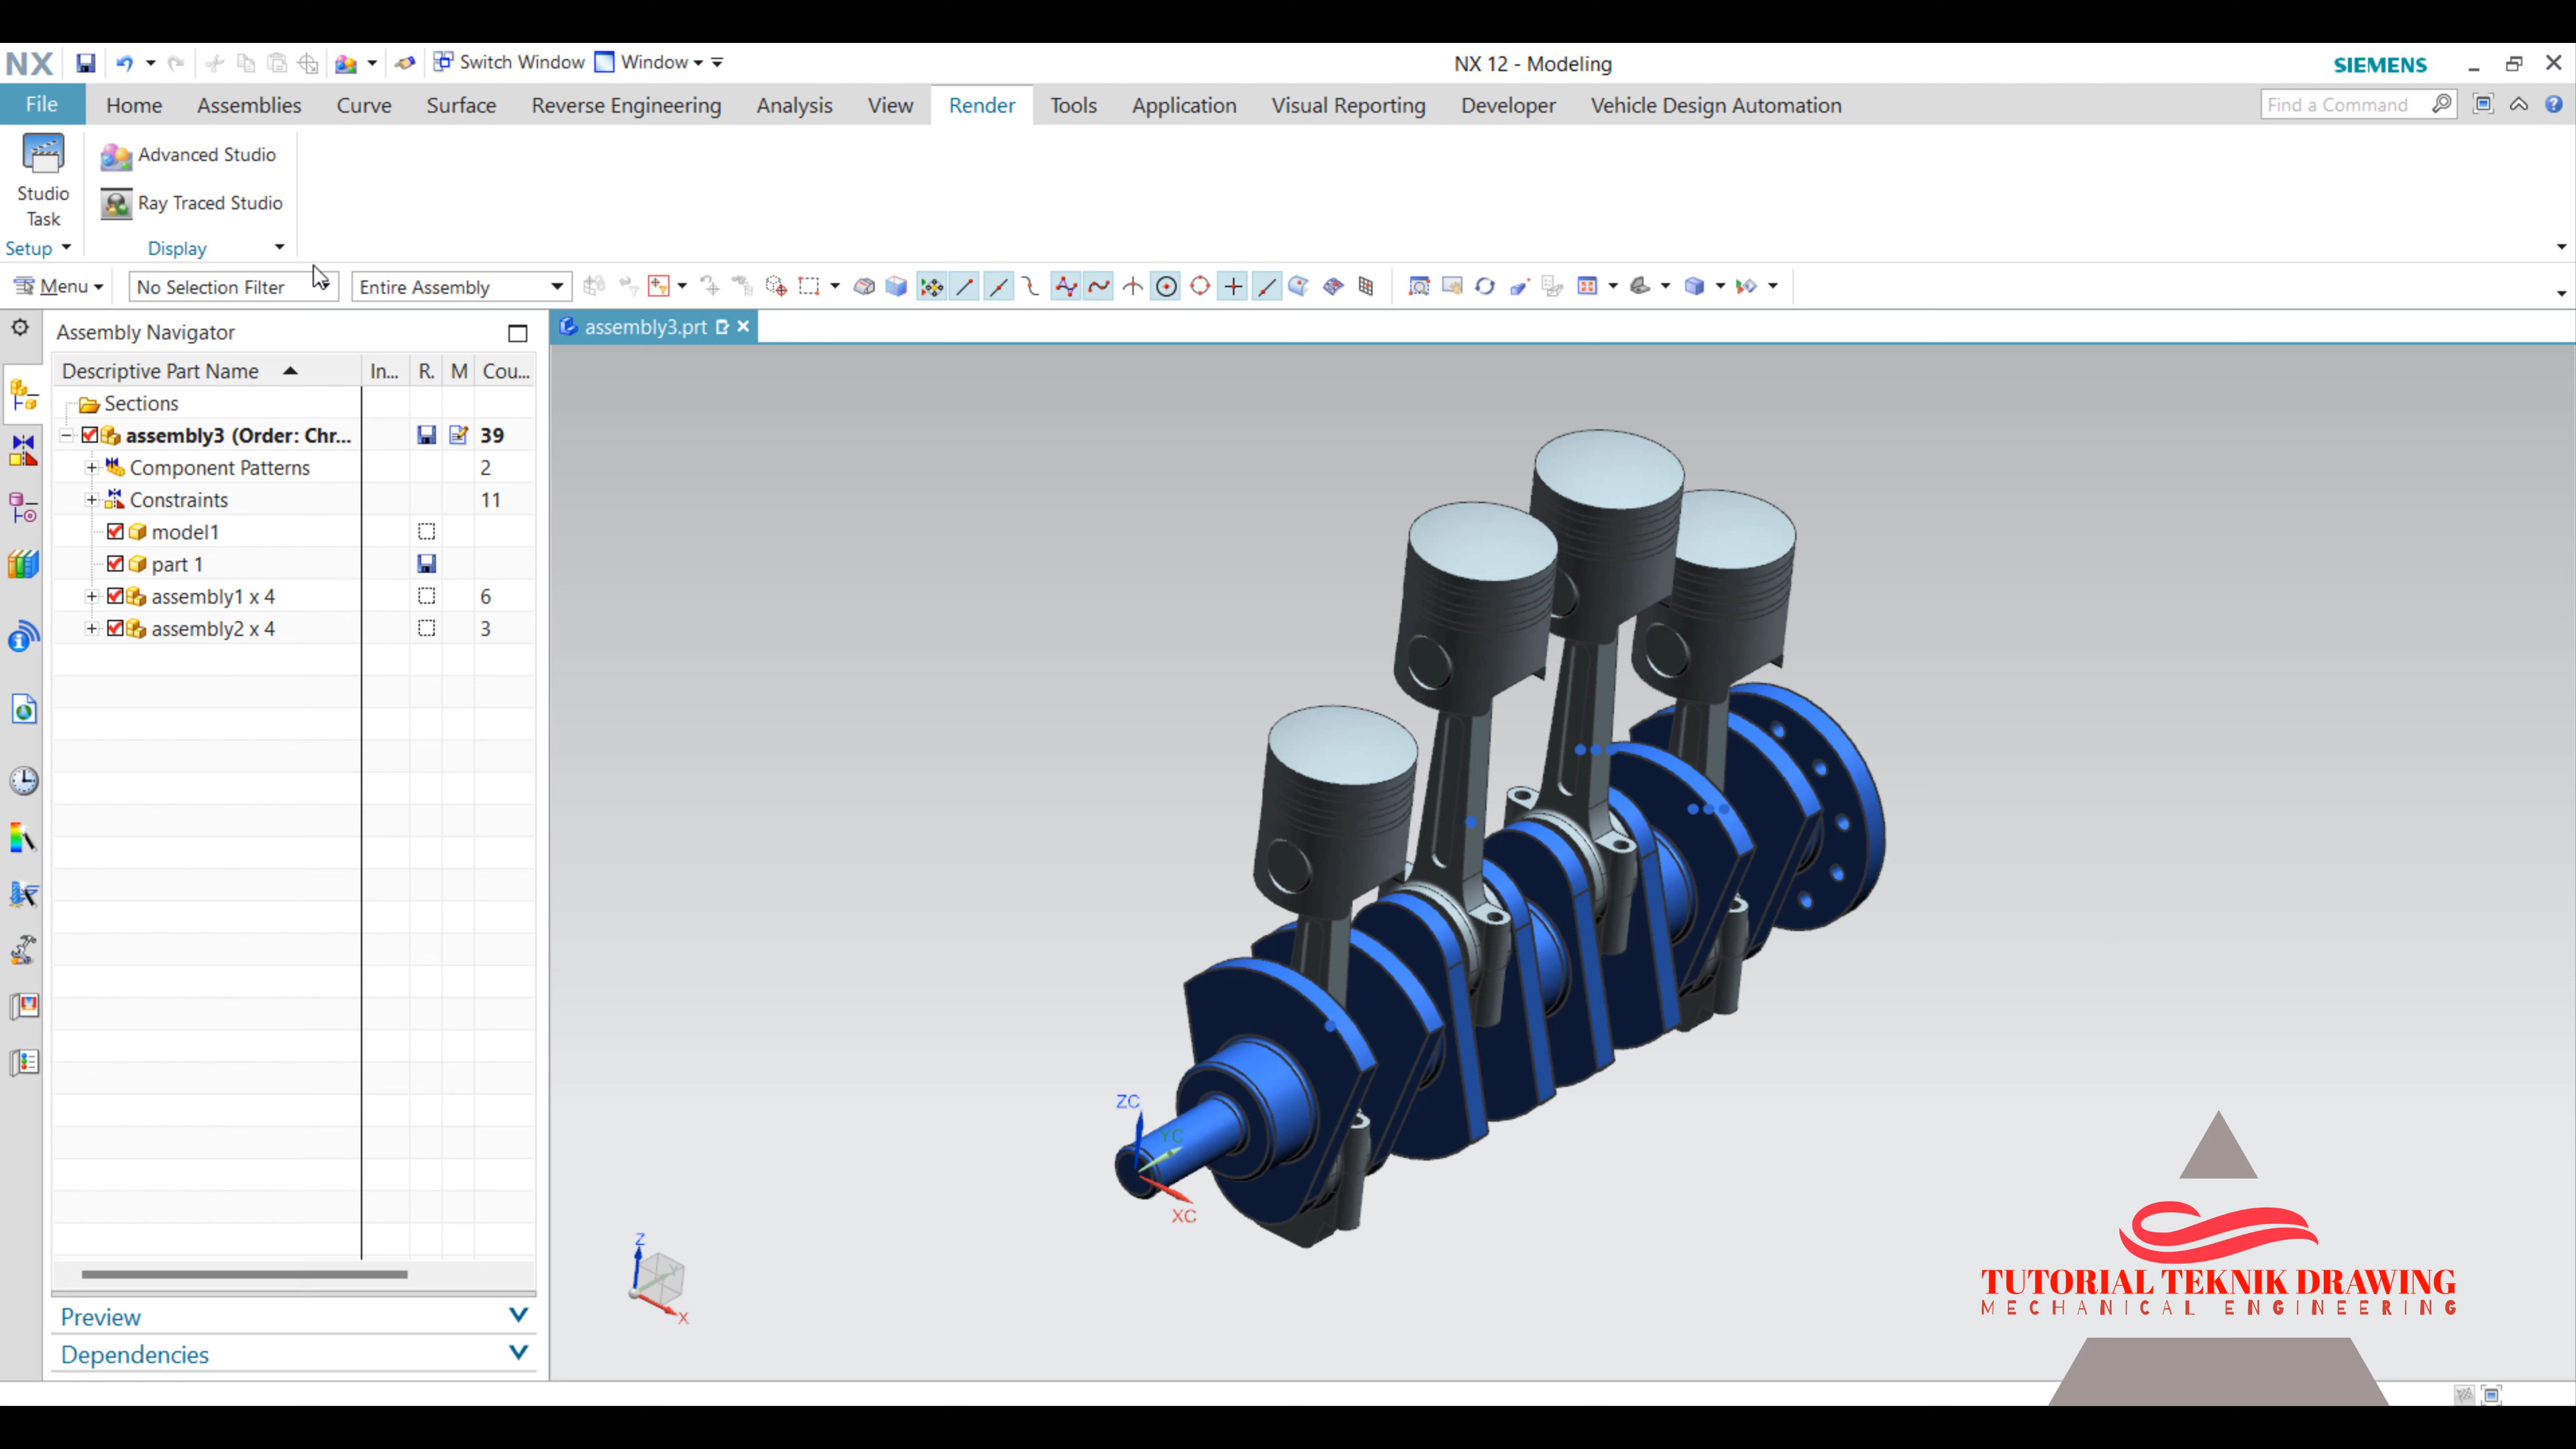 NX Switch Window Window NX 12 - Modeling SIEMENS
File Home Assemblies Curve Surface Reverse Engineering Analysis View Render Tools Application Visual Reporting Developer Vehicle Design Automation Find a Command
Studio Task
Advanced Studio
Ray Traced Studio
Setup Display
Menu No Selection Filter Entire Assembly
Assembly Navigator
assembly3.prt
Descriptive Part Name In... R. M Cou...
Sections
assembly3 (Order: Chr... 39
Component Patterns 2
Constraints 11
model1
part 1
assembly1 x 4 6
assembly2 x 4 3
Preview
Dependencies
ZC
YC
XC
Z
Y
X
TUTORIAL TEKNIK DRAWING
MECHANICAL ENGINEERING